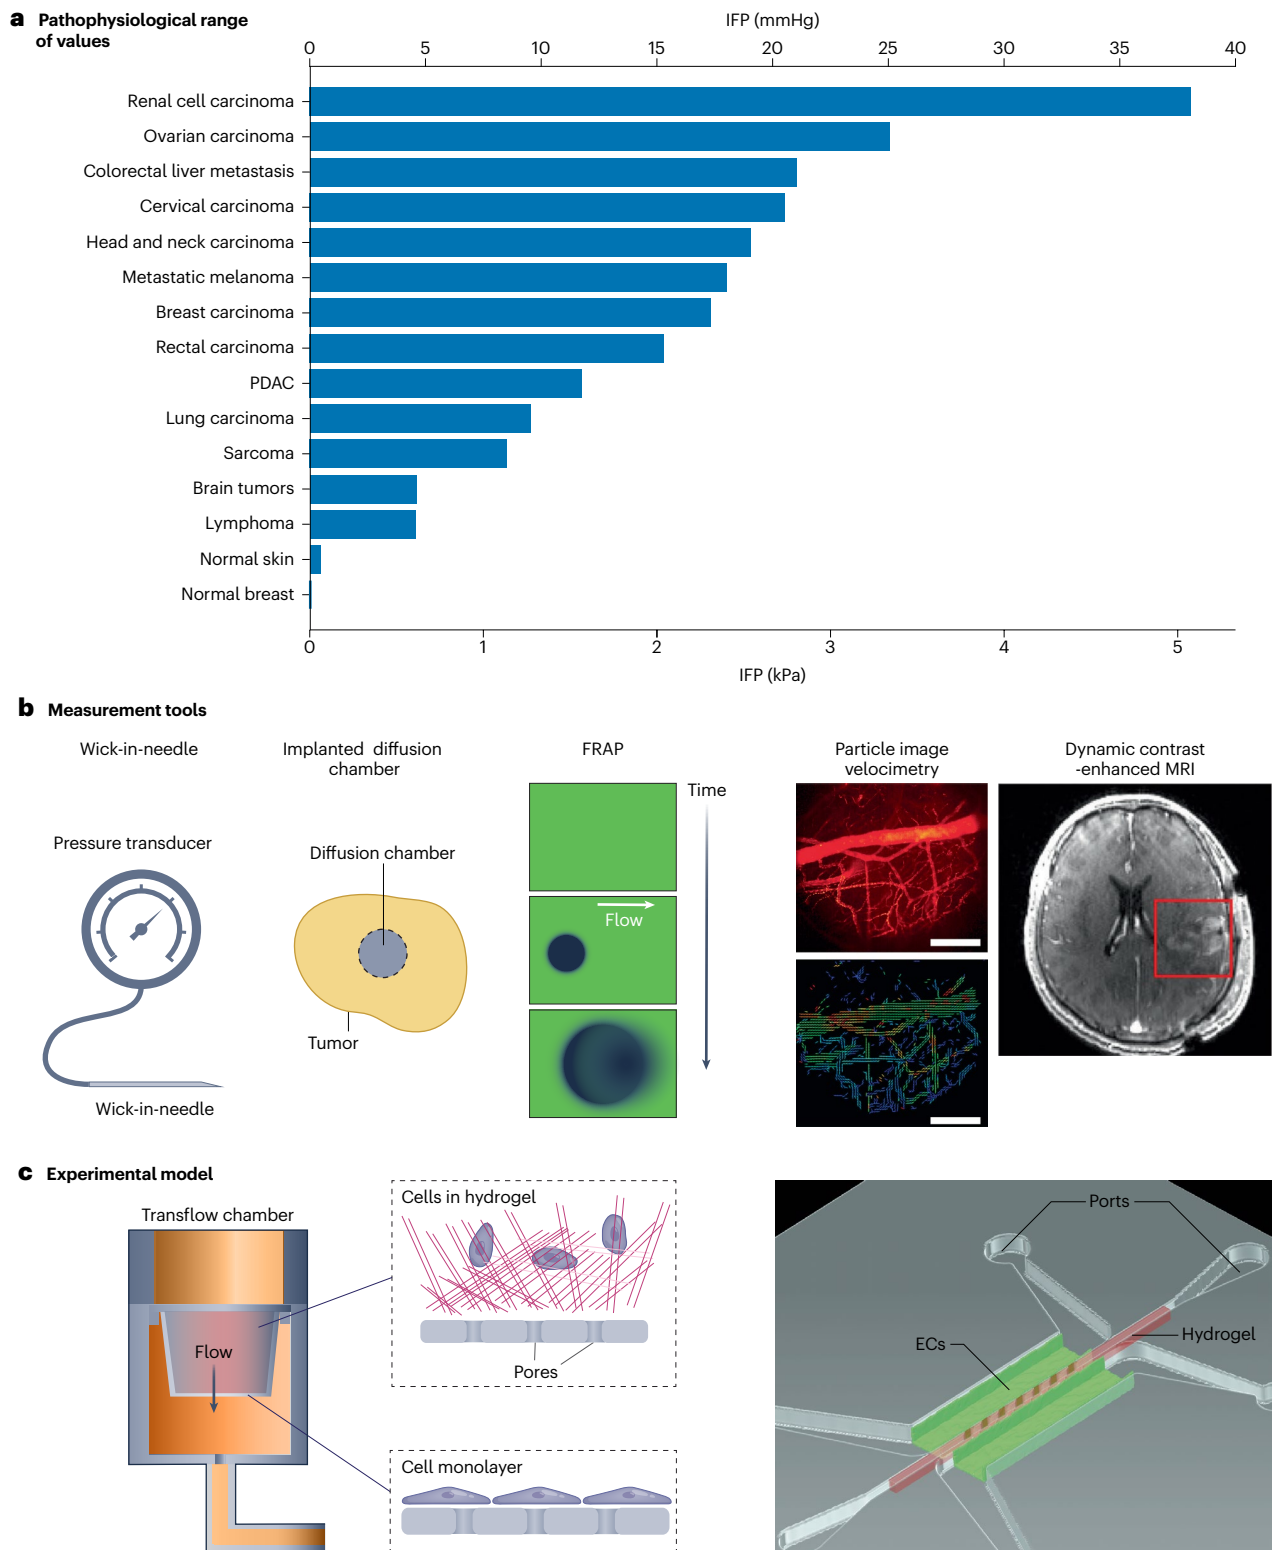 a Pathophysiological range
of values
IFP (mmHg)
0 5 10 15 20 25 30 35 40
Renal cell carcinoma
Ovarian carcinoma
Colorectal liver metastasis
Cervical carcinoma
Head and neck carcinoma
Metastatic melanoma
Breast carcinoma
Rectal carcinoma
PDAC
Lung carcinoma
Sarcoma
Brain tumors
Lymphoma
Normal skin
Normal breast
0 1 2 3 4 5
IFP (kPa)
b Measurement tools
Wick-in-needle
Pressure transducer
Wick-in-needle
Implanted diffusion
chamber
Diffusion chamber
Tumor
FRAP
Time
Flow
Particle image
velocimetry
Dynamic contrast
-enhanced MRI
c Experimental model
Transflow chamber
Flow
Cells in hydrogel
Pores
Cell monolayer
Ports
ECs
Hydrogel